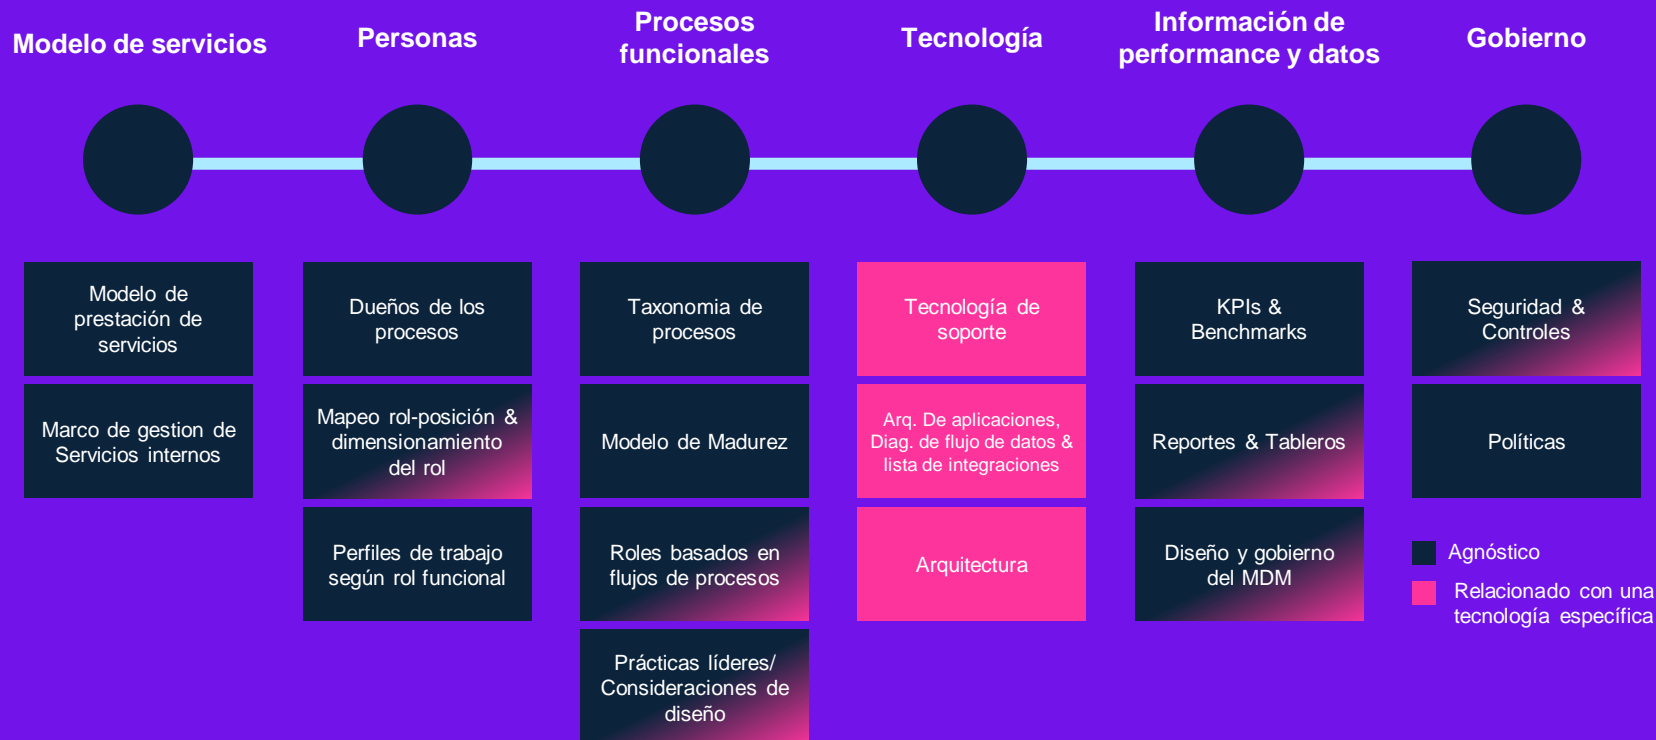 Modelo de servicios
Personas
Procesos
funcionales
Tecnología
Información de
performance y datos
Gobierno
Modelo de
prestación de
servicios
Marco de gestion de
Servicios internos
Dueños de los
procesos
Mapeo rol-posición &
dimensionamiento
del rol
Perfiles de trabajo
según rol funcional
Taxonomia de
procesos
Modelo de Madurez
Roles basados en
flujos de procesos
Prácticas líderes/
Consideraciones de
diseño
Tecnología de
soporte
Arq. De aplicaciones,
Diag. de flujo de datos &
lista de integraciones
Arquitectura
KPIs &
Benchmarks
Reportes & Tableros
Diseño y gobierno
del MDM
Seguridad &
Controles
Políticas
Agnóstico
Relacionado con una
tecnología específica